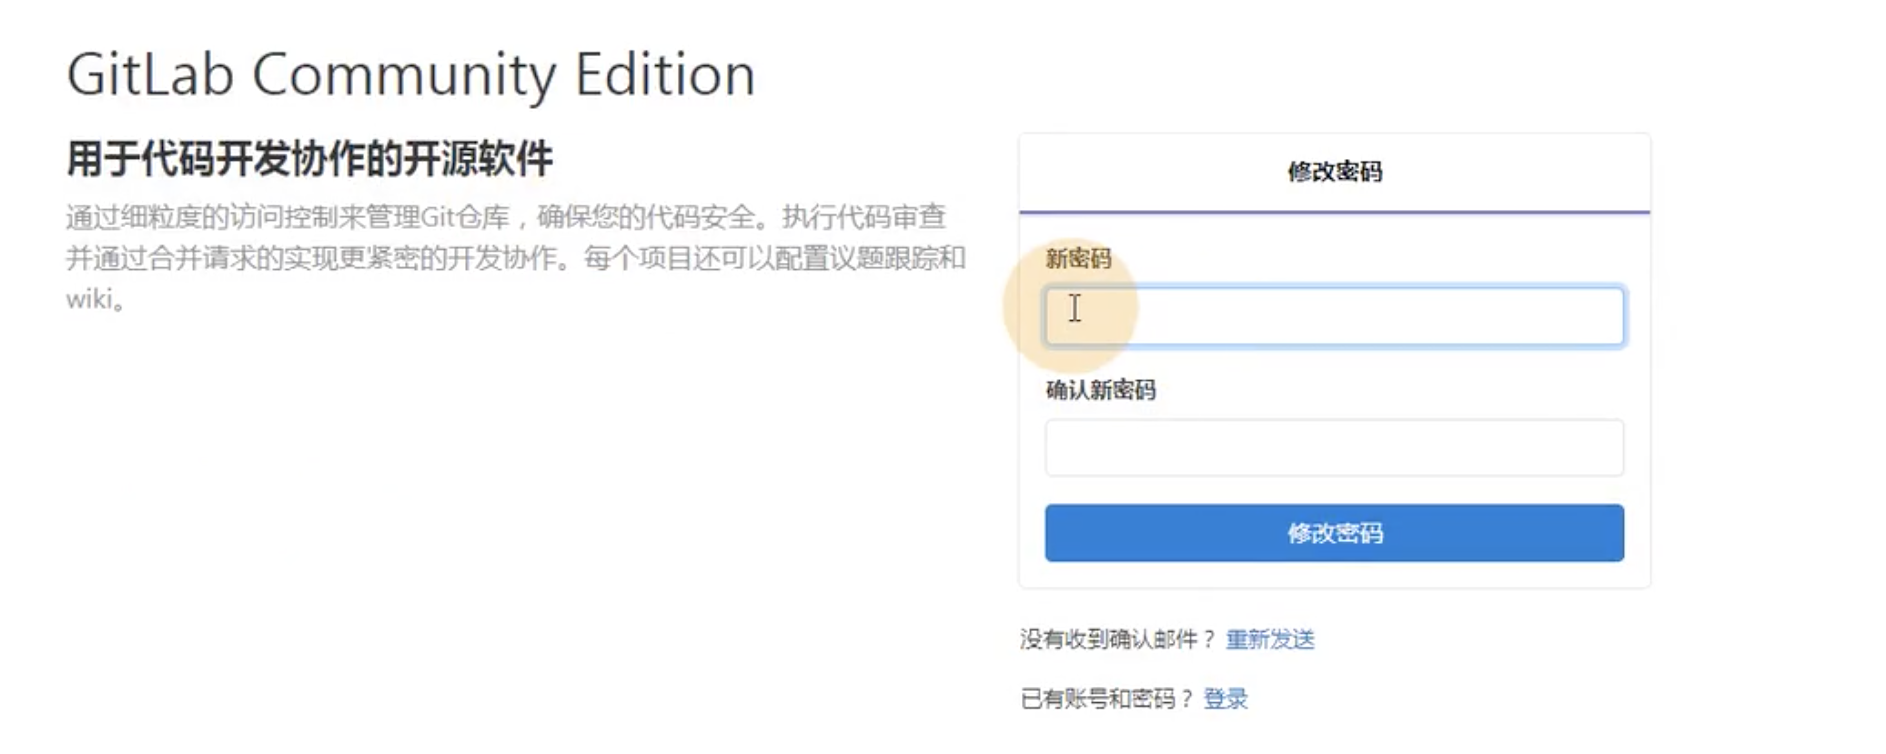 GitLab Community Edition
用于代码开发协作的开源软件
通过细粒度的访问控制来管理Git仓库，确保您的代码安全。执行代码审查
并通过合并请求的实现更紧密的开发协作。每个项目还可以配置议题跟踪和
wiki。
修改密码
新密码
确认新密码
修改密码
没有收到确认邮件？ 重新发送
已有账号和密码？ 登录